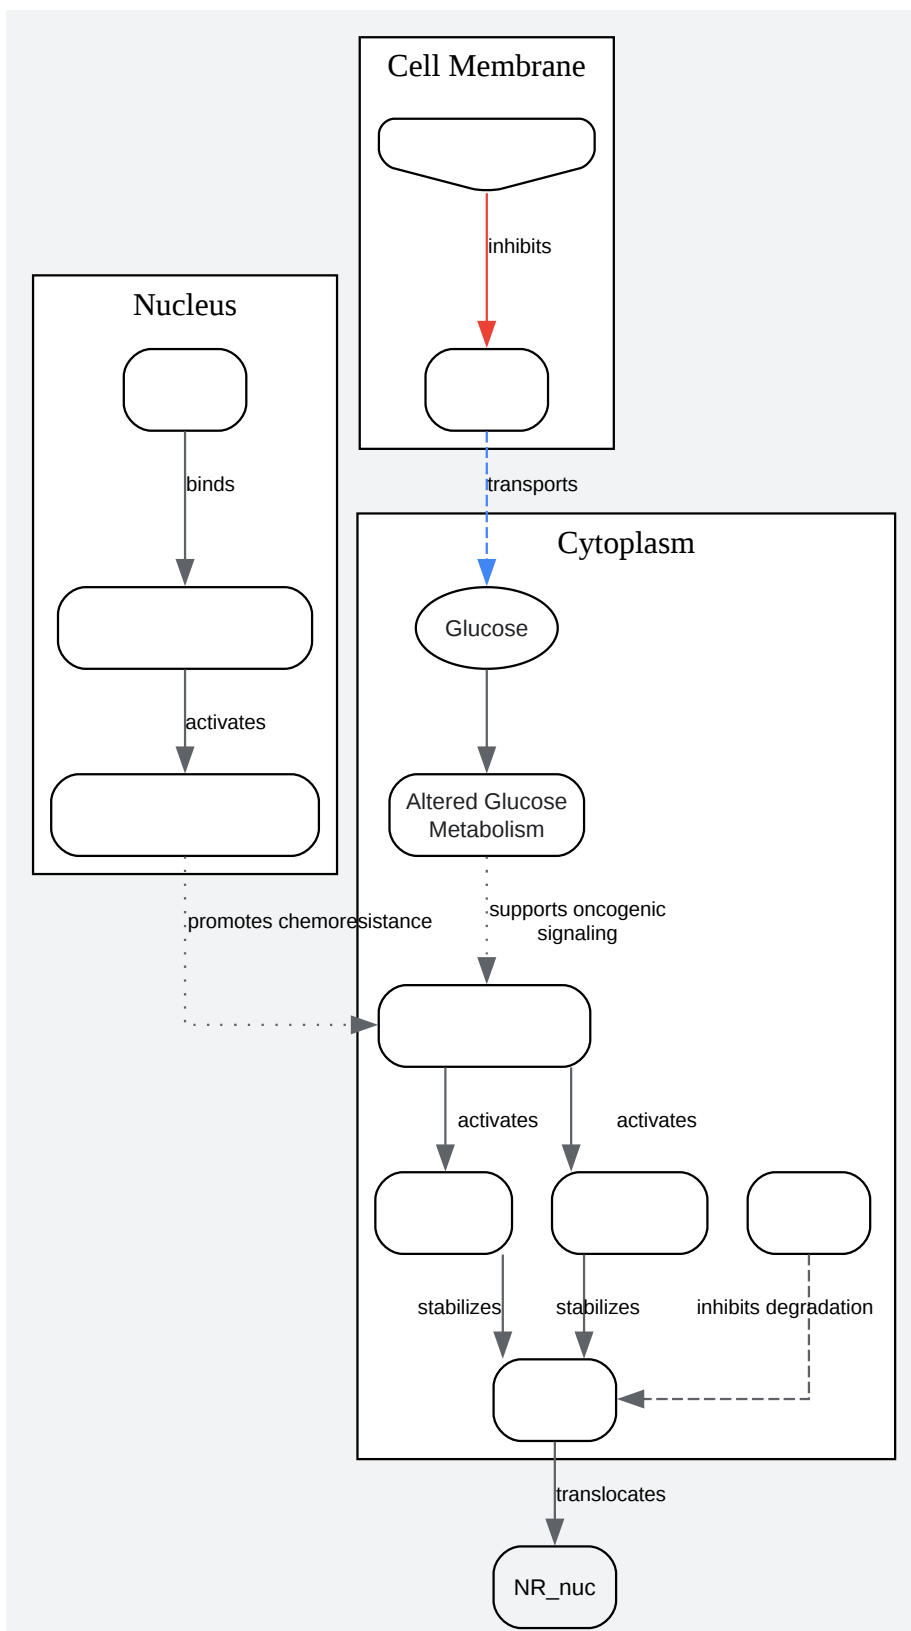 Cell Membrane
inhibits
Nucleus
binds
transports
Cytoplasm
Glucose
activates
Altered Glucose
Metabolism
promotes chemoresistance
supports oncogenic
signaling
activates
activates
stabilizes
stabilizes
inhibits degradation
translocates
NR_nuc